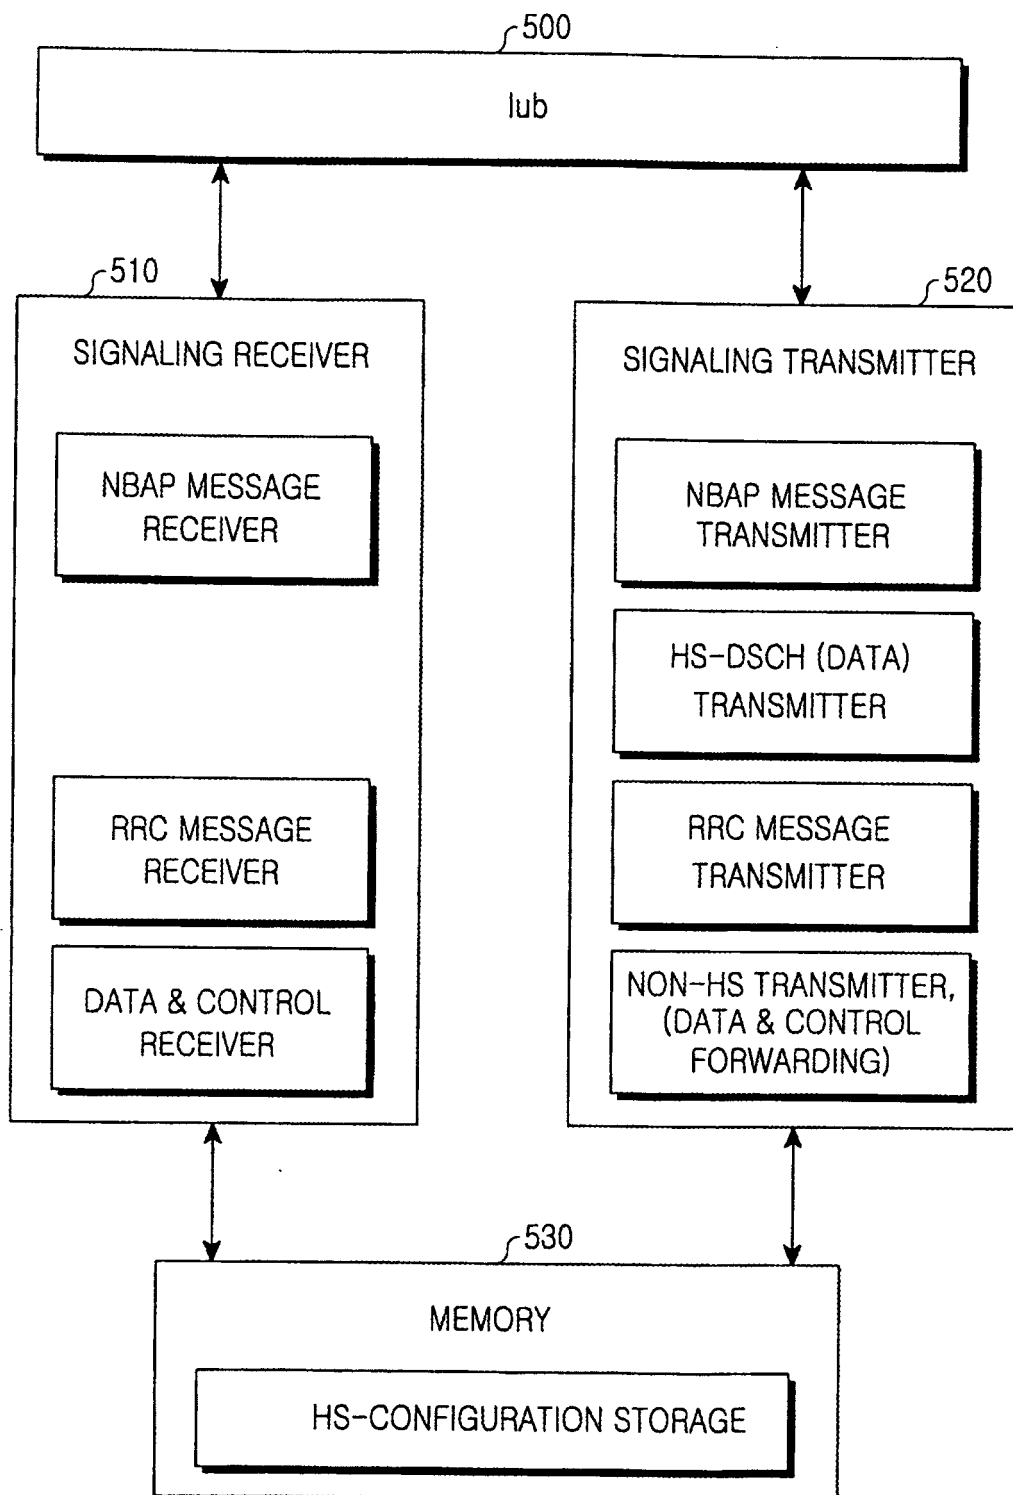 500
Iub
510
SIGNALING RECEIVER
NBAP MESSAGE
RECEIVER
RRC MESSAGE
RECEIVER
DATA & CONTROL
RECEIVER
520
SIGNALING TRANSMITTER
NBAP MESSAGE
TRANSMITTER
HS-DSCH (DATA)
TRANSMITTER
RRC MESSAGE
TRANSMITTER
NON-HS TRANSMITTER,
(DATA & CONTROL
FORWARDING)
530
MEMORY
HS-CONFIGURATION STORAGE